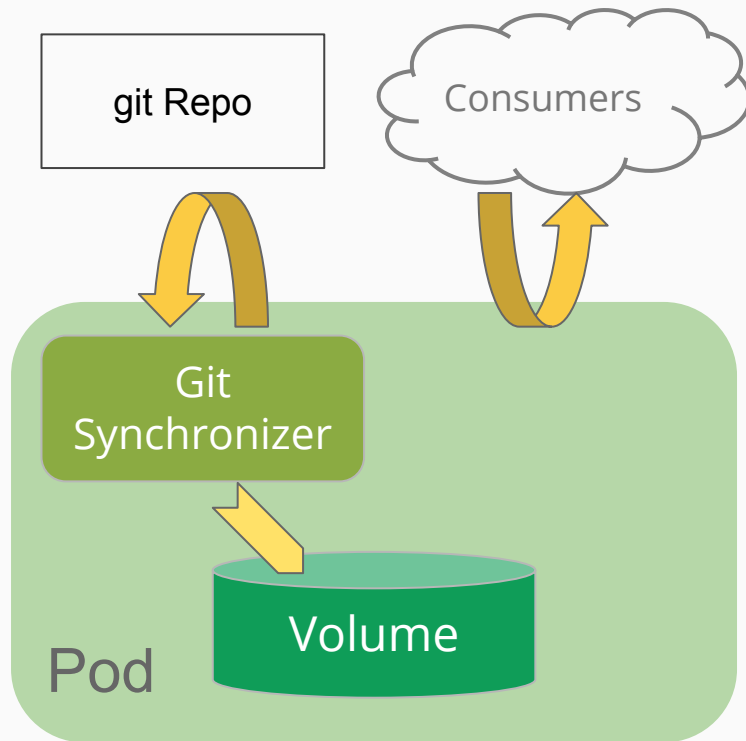 git Repo
Consumers
Git
Synchronizer
Volume
Pod